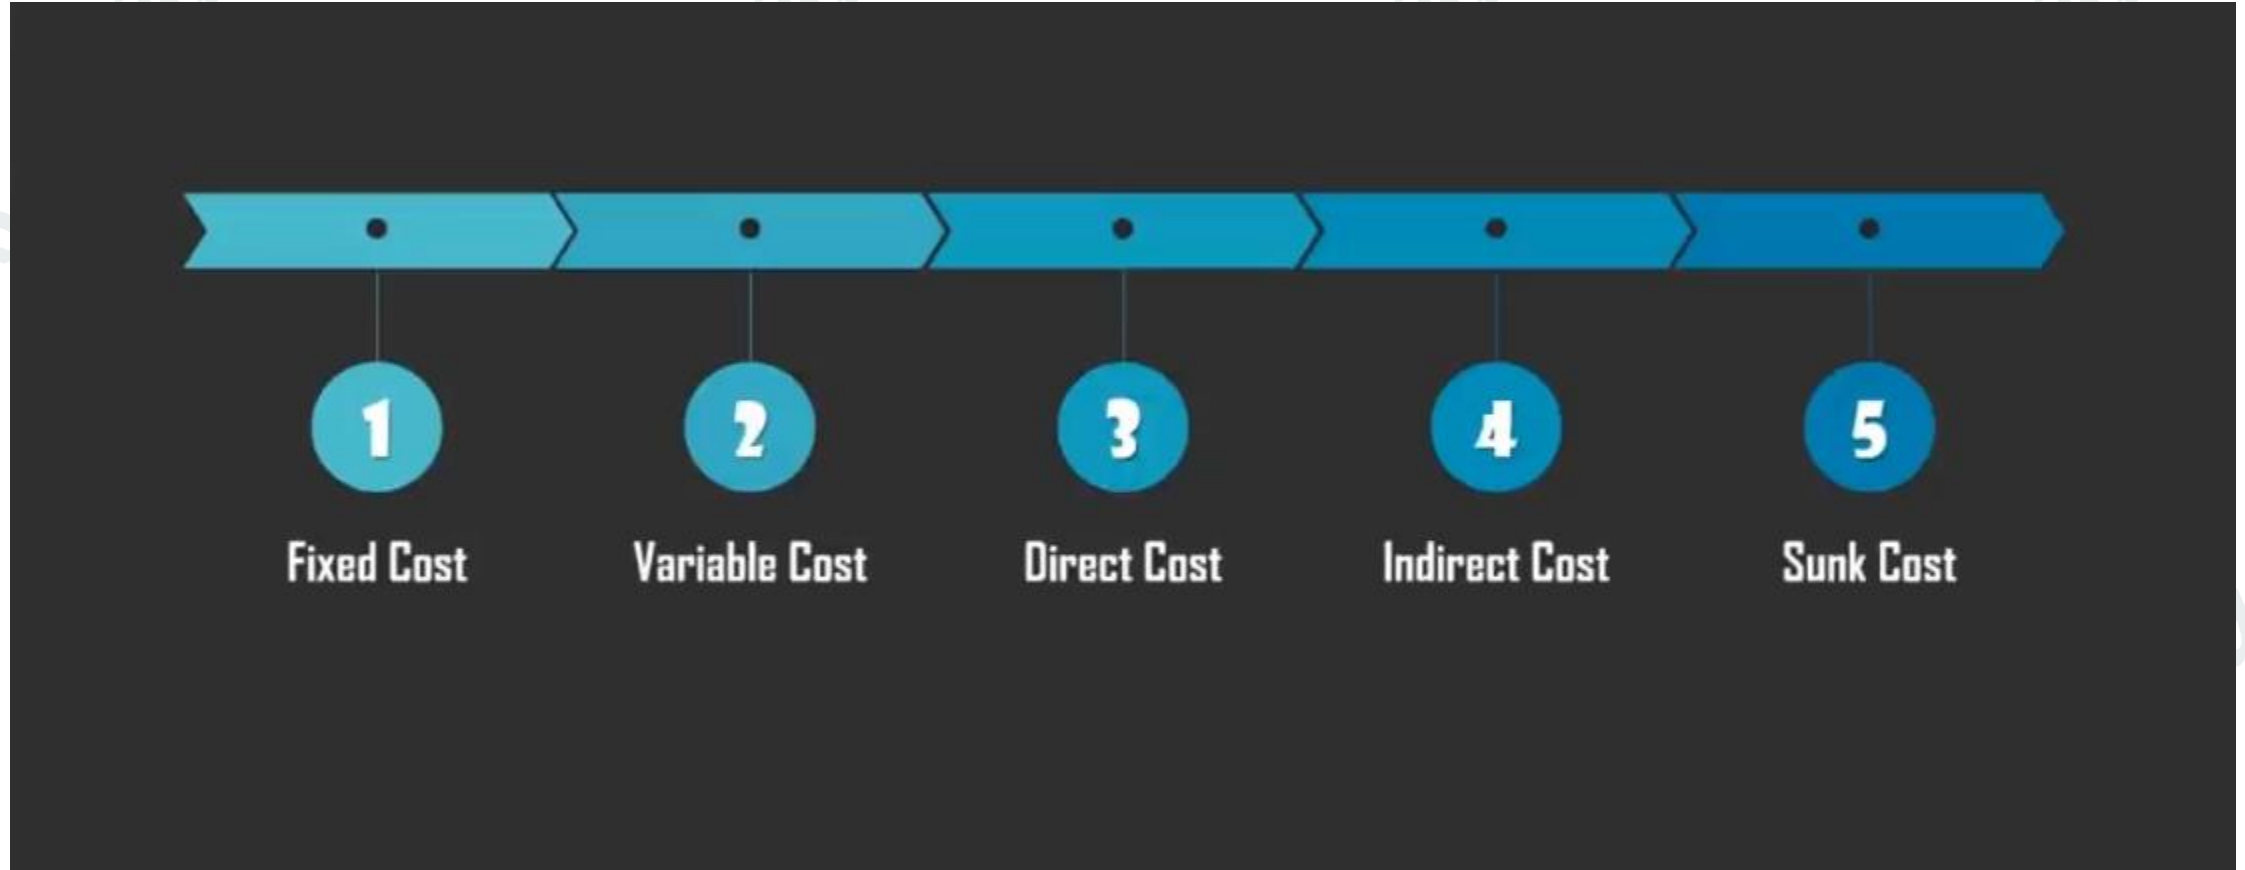 1
2
3
4
5
Fixed Cost
Variable Cost
Direct Cost
Indirect Cost
Sunk Cost